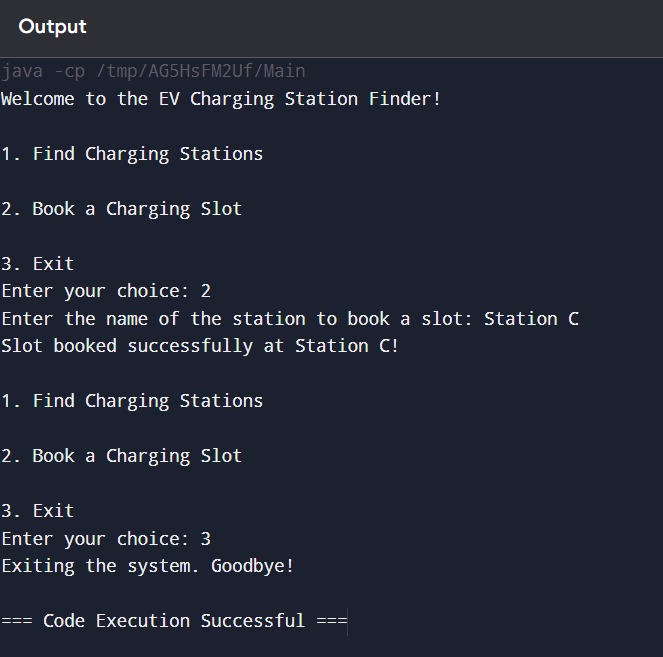 Output
java -cp /tmp/AG5HsFM2Uf/Main
Welcome to the EV Charging Station Finder!
1. Find Charging Stations
2. Book a Charging Slot
3. Exit
Enter your choice: 2
Enter the name of the station to book a slot: Station C
Slot booked successfully at Station C!
1. Find Charging Stations
2. Book a Charging Slot
3. Exit
Enter your choice: 3
Exiting the system. Goodbye!
=== Code Execution Successful ===